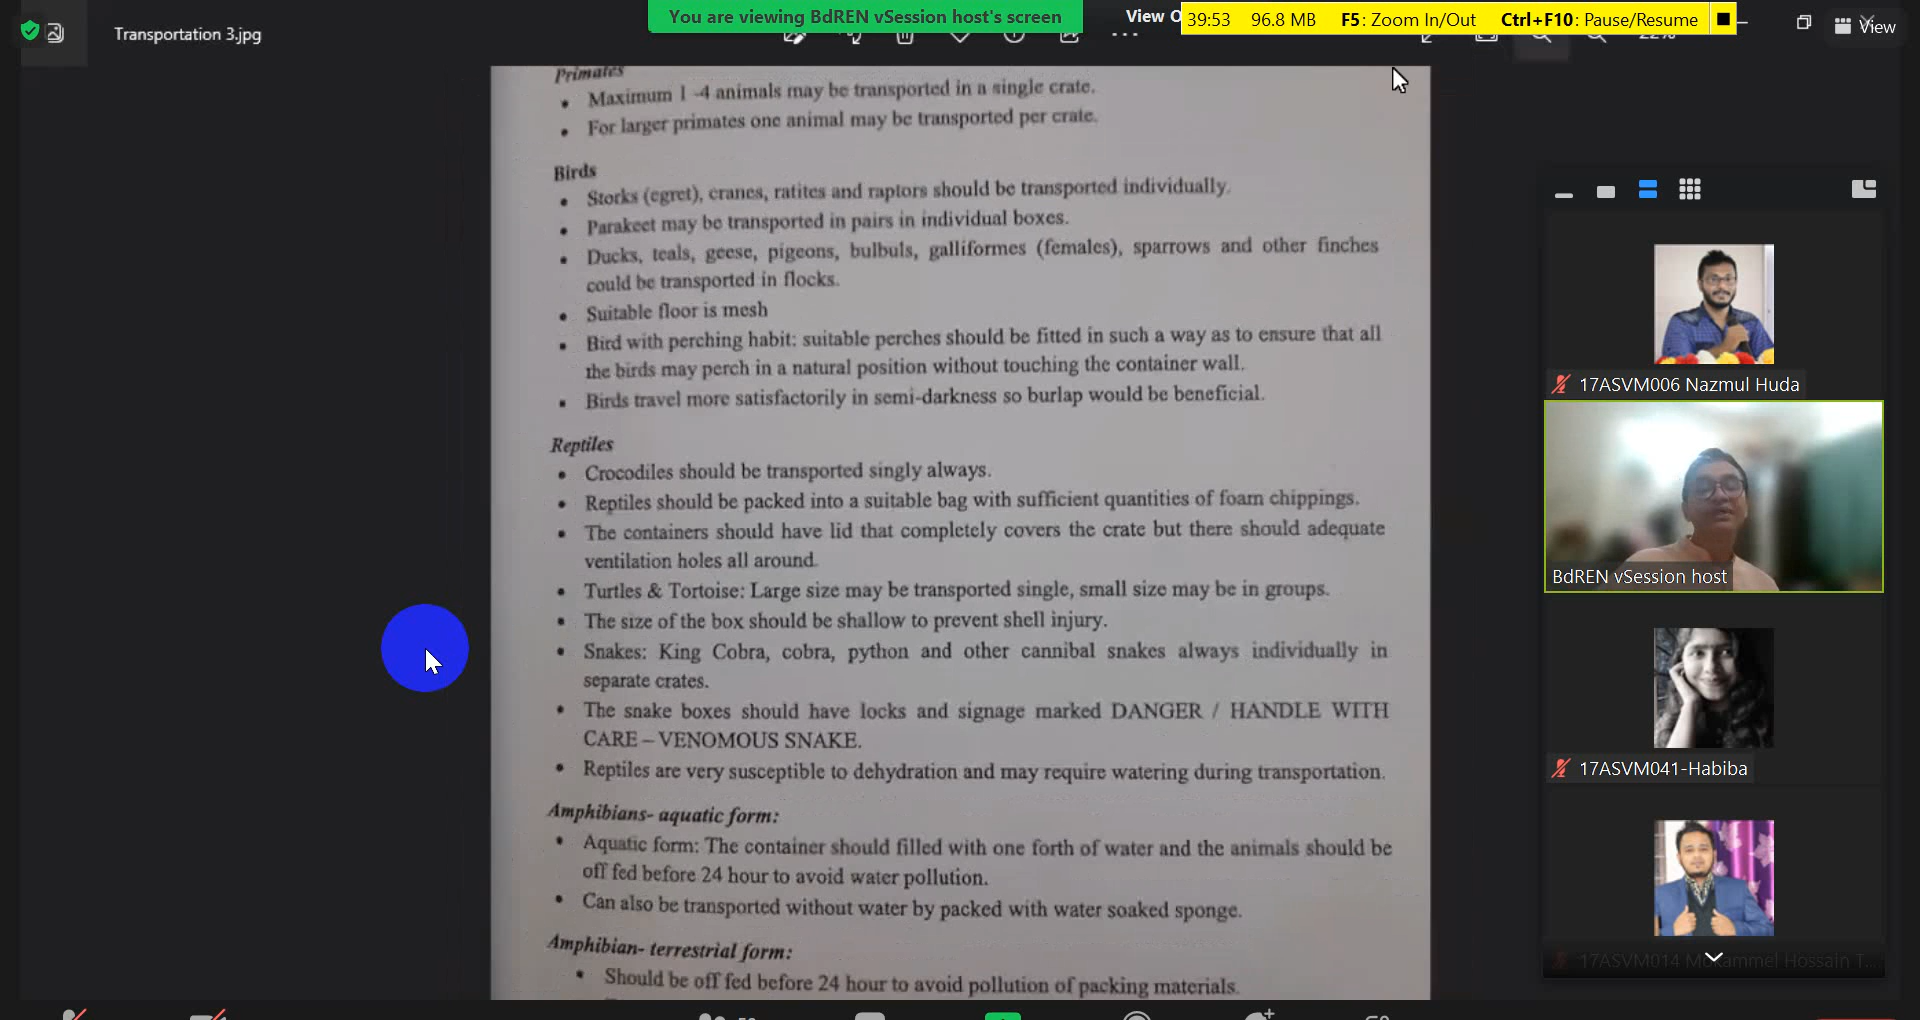 You are viewing BdREN vSession host's screen
View O
39:53 96.8 MB F5: Zoom In/Out Ctrl+F10: Pause/Resume
Transportation 3.jpg
22%
View
Primates
• Maximum 1 -4 animals may be transported in a single crate.
• For larger primates one animal may be transported per crate.
Birds
• Storks (egret), cranes, ratites and raptors should be transported individually.
• Parakeet may be transported in pairs in individual boxes.
• Ducks, teals, geese, pigeons, bulbuls, galliformes (females), sparrows and other finches
could be transported in flocks.
• Suitable floor is mesh
• Bird with perching habit: suitable perches should be fitted in such a way as to ensure that all
the birds may perch in a natural position without touching the container wall.
• Birds travel more satisfactorily in semi-darkness so burlap would be beneficial.
Reptiles
• Crocodiles should be transported singly always.
• Reptiles should be packed into a suitable bag with sufficient quantities of foam chippings.
• The containers should have lid that completely covers the crate but there should adequate
ventilation holes all around.
• Turtles & Tortoise: Large size may be transported single, small size may be in groups.
• The size of the box should be shallow to prevent shell injury.
• Snakes: King Cobra, cobra, python and other cannibal snakes always individually in
separate crates.
• The snake boxes should have locks and signage marked DANGER / HANDLE WITH
CARE – VENOMOUS SNAKE.
• Reptiles are very susceptible to dehydration and may require watering during transportation.
Amphibians- aquatic form:
• Aquatic form: The container should filled with one forth of water and the animals should be
off fed before 24 hour to avoid water pollution.
• Can also be transported without water by packed with water soaked sponge.
Amphibian- terrestrial form:
• Should be off fed before 24 hour to avoid pollution of packing materials.
17ASVM006 Nazmul Huda
BdREN vSession host
17ASVM041-Habiba
17ASVM014 Mokammel Hossain T...